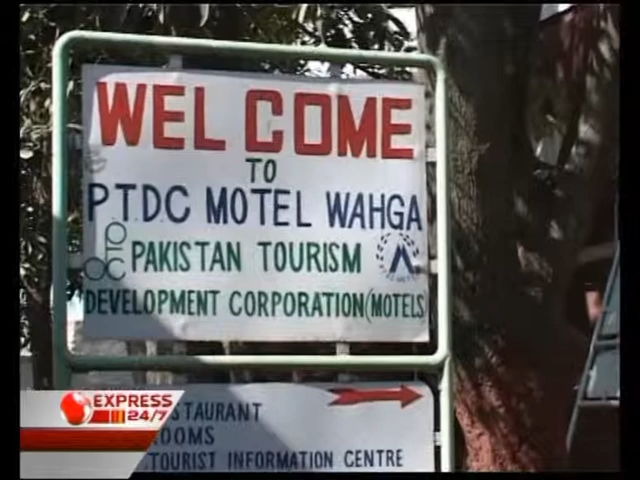 WELCOME
TO
P.T.D.C MOTEL WAHGA
PAKISTAN TOURISM
DEVELOPMENT CORPORATION (MOTELS
STAURANT
OOMS
TOURIST INFORMATION CENTRE
EXPRESS
24/7